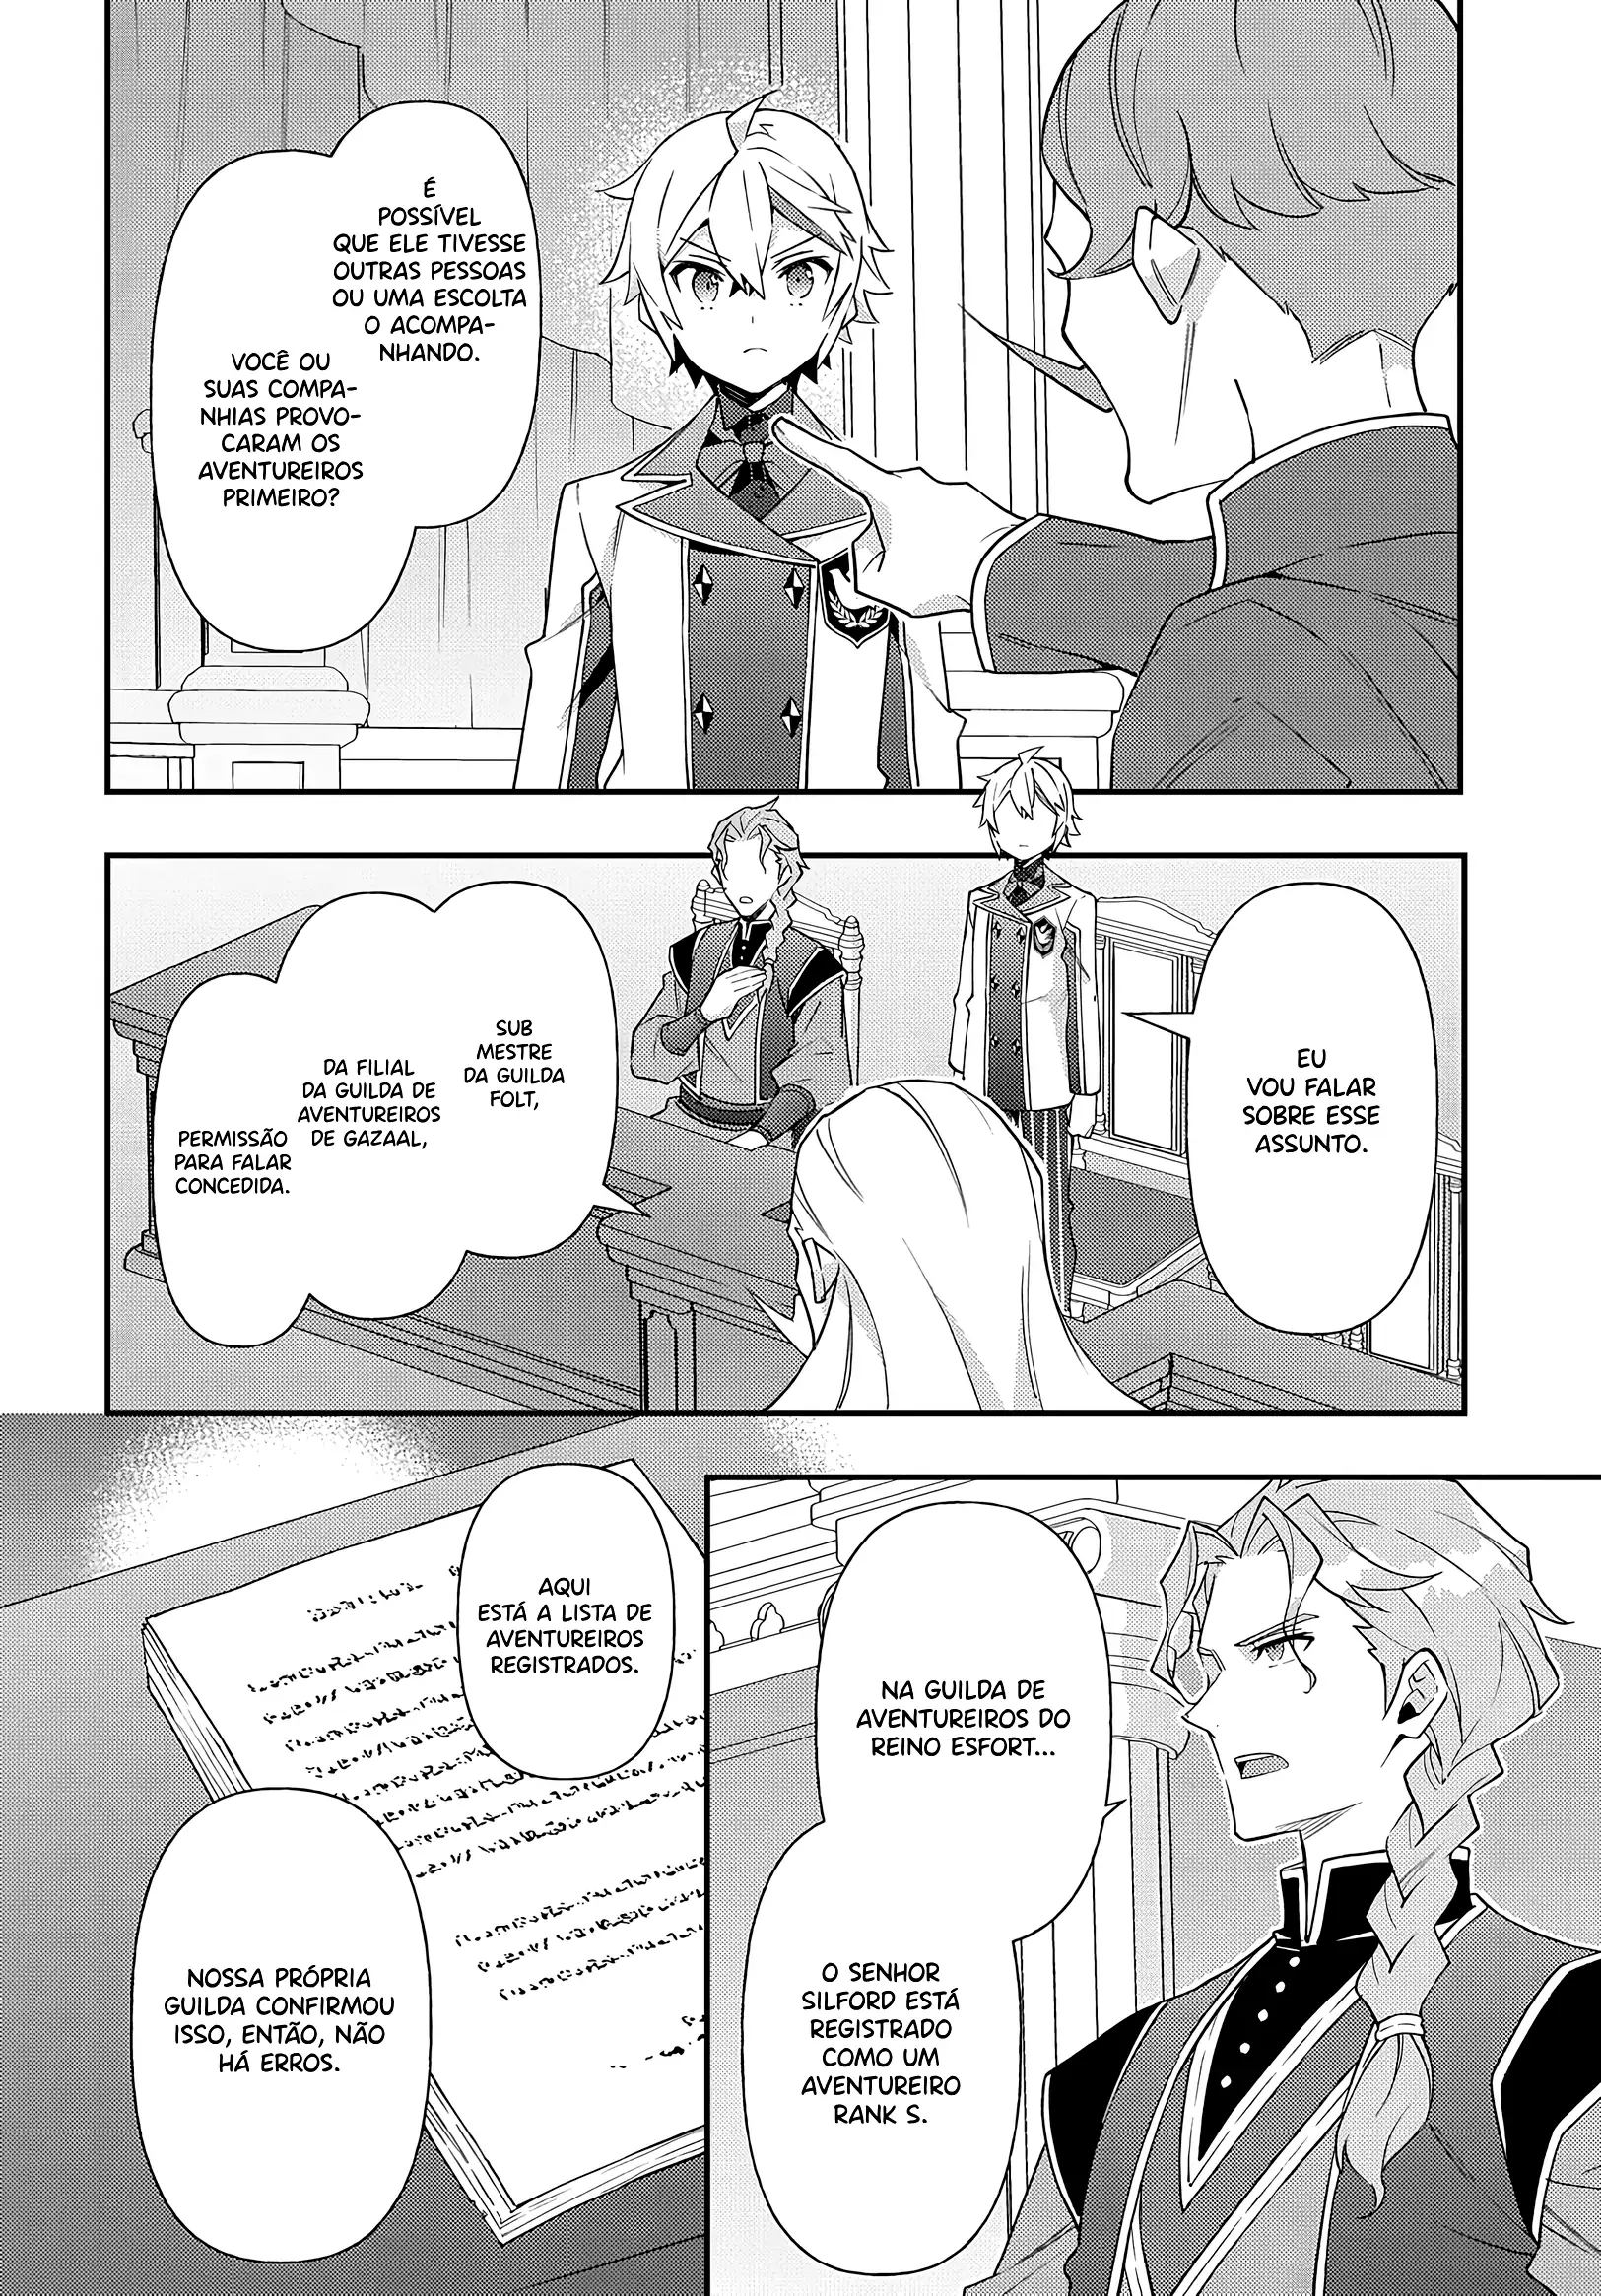 É
POSSÍVEL
QUE ELE TIVESSE
OUTRAS PESSOAS
OU UMA ESCOLTA
O ACOMPA-
NHANDO.
VOCÊ OU
SUAS COMPA-
NHIAS PROVO-
CARAM OS
AVENTUREIROS
PRIMEIRO?
EU
VOU FALAR
SOBRE ESSE
ASSUNTO.
SUB
MESTRE
DA GUILDA
FOLT,
DA FILIAL
DA GUILDA DE
AVENTUREIROS
DE GAZAAL,
PERMISSÃO
PARA FALAR
CONCEDIDA.
NA GUILDA DE
AVENTUREIROS DO
REINO ESFORT...
O SENHOR
SILFORD ESTÁ
REGISTRADO
COMO UM
AVENTUREIRO
RANK S.
AQUI
ESTÁ A LISTA DE
AVENTUREIROS
REGISTRADOS.
NOSSA PRÓPRIA
GUILDA CONFIRMOU
ISSO, ENTÃO, NÃO
HÁ ERROS.